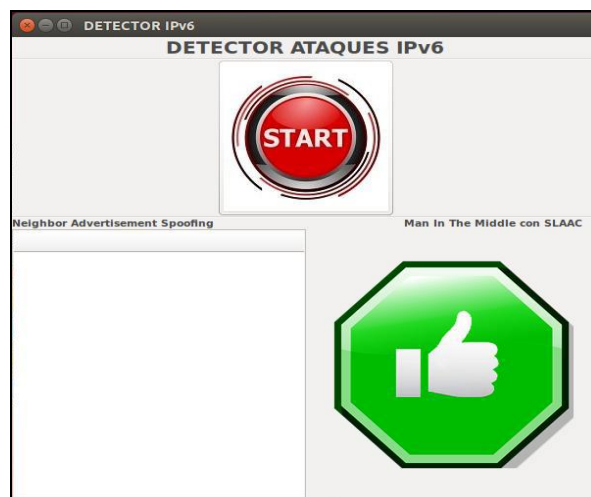 DETECTOR IPv6
DETECTOR ATAQUES IPv6
START
Neighbor Advertisement Spoofing
Man In The Middle con SLAAC